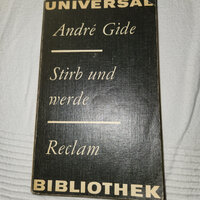 UNIVERSAL
André Gide
Stirb und
werde
Reclam
BIBLIOTHEK